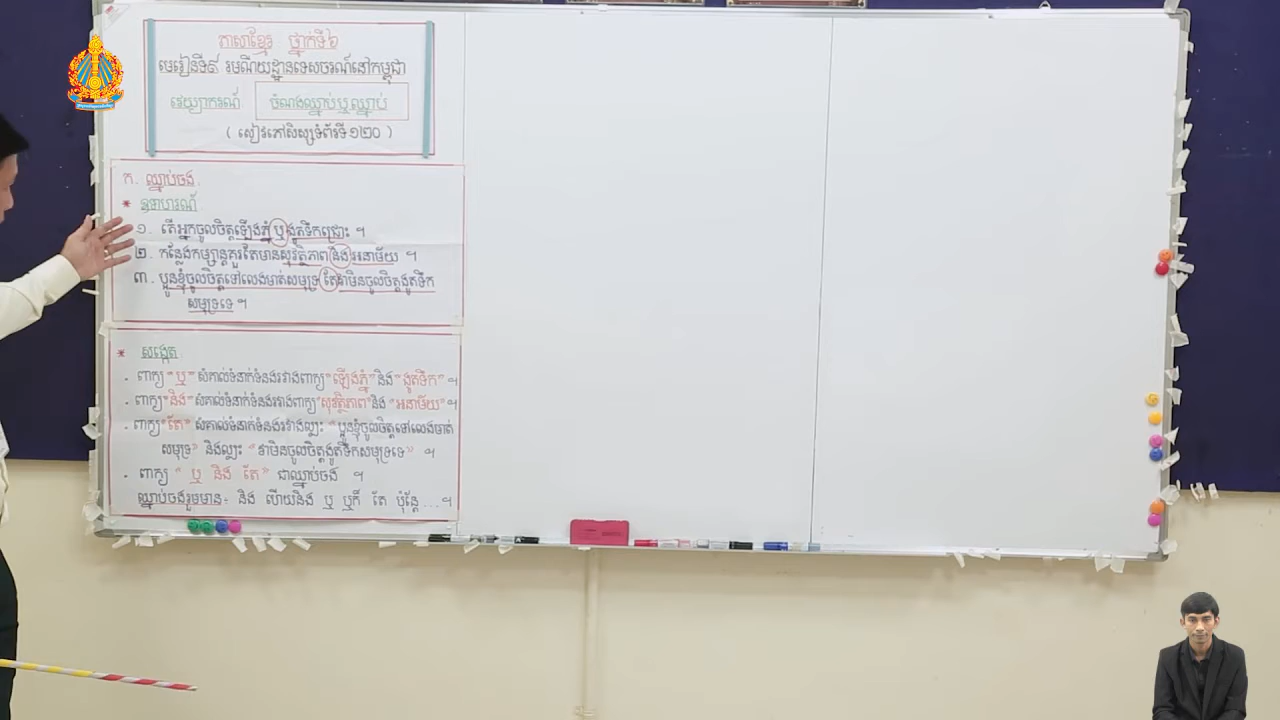 ភាសាខ្មែរ ថ្នាក់ទី៦
មេរៀនទី៩ រមណីយដ្ឋានទេសចរណ៍នៅកម្ពុជា
វេយ្យាករណ៍ ចំណងឈ្នាប់ឬឈ្នាប់
( សៀវភៅសិស្សទំព័រទី ១២០ )
ក. ឈ្នាប់ចង
* ឧទាហរណ៍
១. តើអ្នកចូលចិត្តឡើងភ្នំ ឬ ងូតទឹកជ្រោះ ។
២. កន្លែងកម្សាន្តគួរតែមានសុវត្ថិភាព និង អនាម័យ ។
៣. ប្អូនខ្ញុំចូលចិត្តទៅលេងមាត់សមុទ្រ តែវាមិនចូលចិត្តងូតទឹក
សមុទ្រទេ ។
* សង្កេត
. ពាក្យ “ឬ” សំគាល់ទំនាក់ទំនងរវាងពាក្យ “ឡើងភ្នំ” និង “ងូតទឹក” ។
. ពាក្យ “និង” សំគាល់ទំនាក់ទំនងរវាងពាក្យ “សុវត្ថិភាព” និង “អនាម័យ” ។
. ពាក្យ “តែ” សំគាល់ទំនាក់ទំនងរវាងល្បះ “ប្អូនខ្ញុំចូលចិត្តទៅលេងមាត់
សមុទ្រ” និងល្បះ “វាមិនចូលចិត្តងូតទឹកសមុទ្រទេ” ។
. ពាក្យ “ ឬ និង តែ ” ជាឈ្នាប់ចង ។
ឈ្នាប់ចងរួមមាន៖ និង ហើយនិង ឬ ឬក៏ តែ ប៉ុន្តែ ... ។